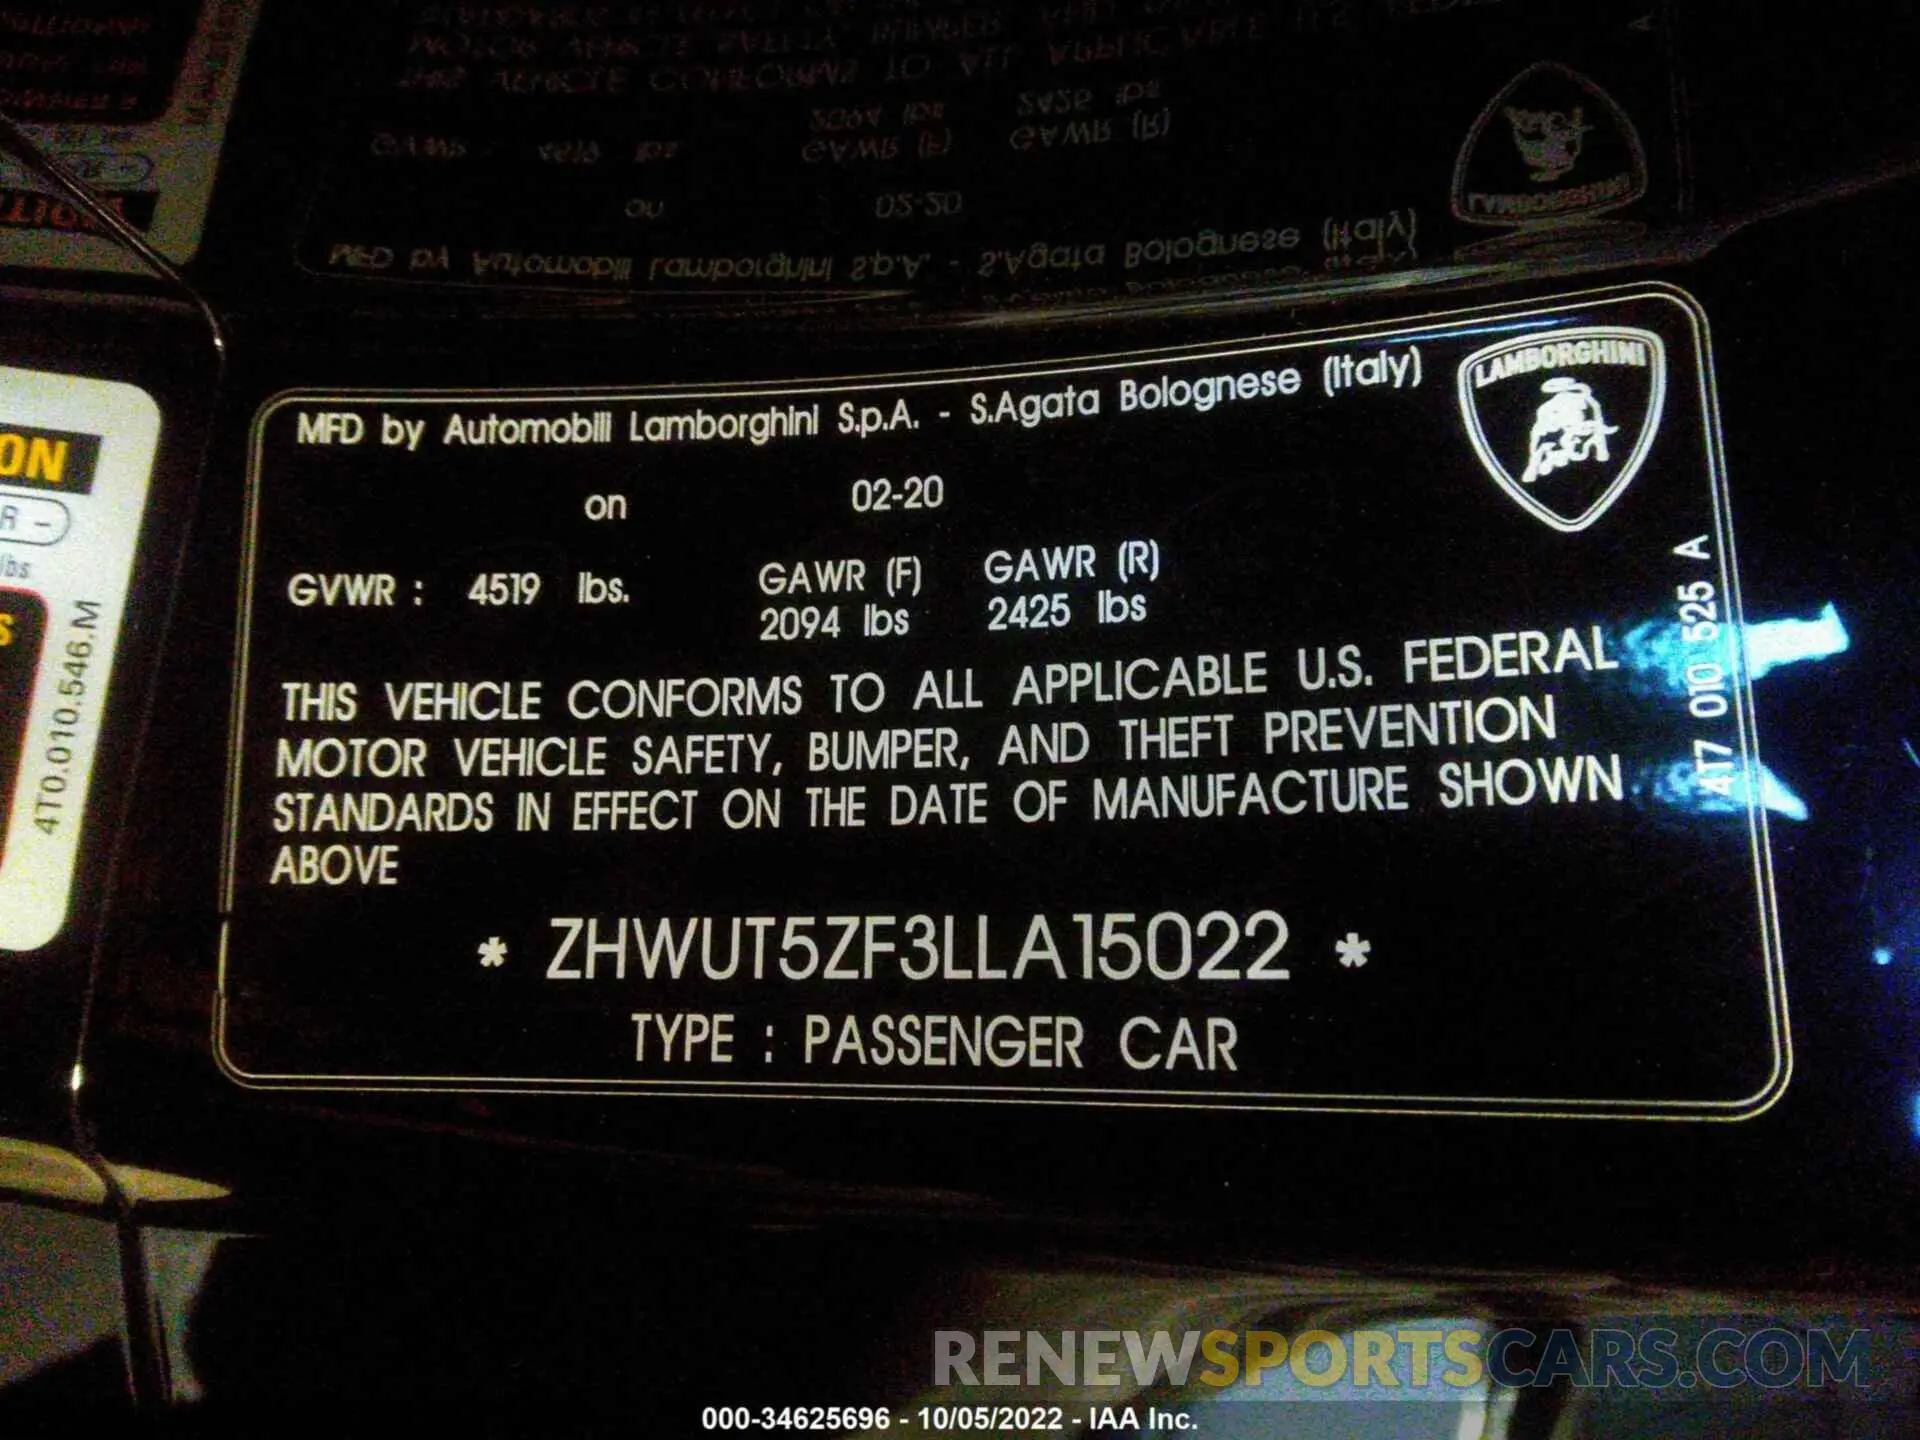 MFD by Automobili Lamborghini S.p.A. - S.Agata Bolognese (Italy)
LAMBORGHINI
on 02-20
GVWR : 4519 lbs. GAWR (F) GAWR (R)
2094 lbs 2425 lbs
THIS VEHICLE CONFORMS TO ALL APPLICABLE U.S. FEDERAL
MOTOR VEHICLE SAFETY, BUMPER, AND THEFT PREVENTION
STANDARDS IN EFFECT ON THE DATE OF MANUFACTURE SHOWN
ABOVE
* ZHWUT5ZF3LLA15022 *
TYPE : PASSENGER CAR
4T7 010 525 A
ON
R -
lbs
S
4T0.010.546.M
RENEWSPORTSCARS.COM
000-34625696 - 10/05/2022 - IAA Inc.